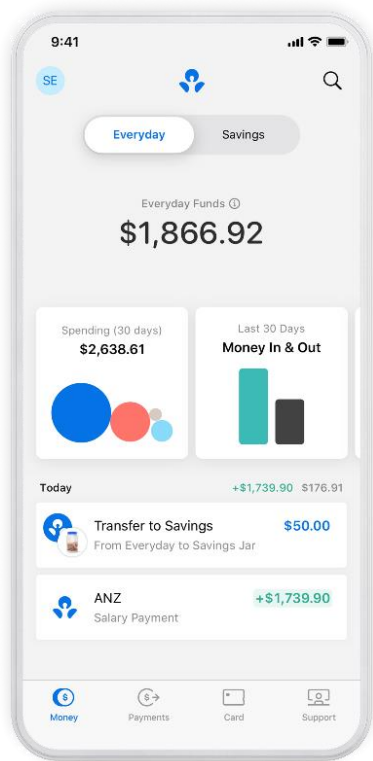 9:41
SE
Everyday Savings
Everyday Funds
$1,866.92
Spending (30 days)
$2,638.61
Last 30 Days
Money In & Out
Today +$1,739.90 $176.91
Transfer to Savings $50.00
From Everyday to Savings Jar
ANZ +$1,739.90
Salary Payment
Money Payments Card Support